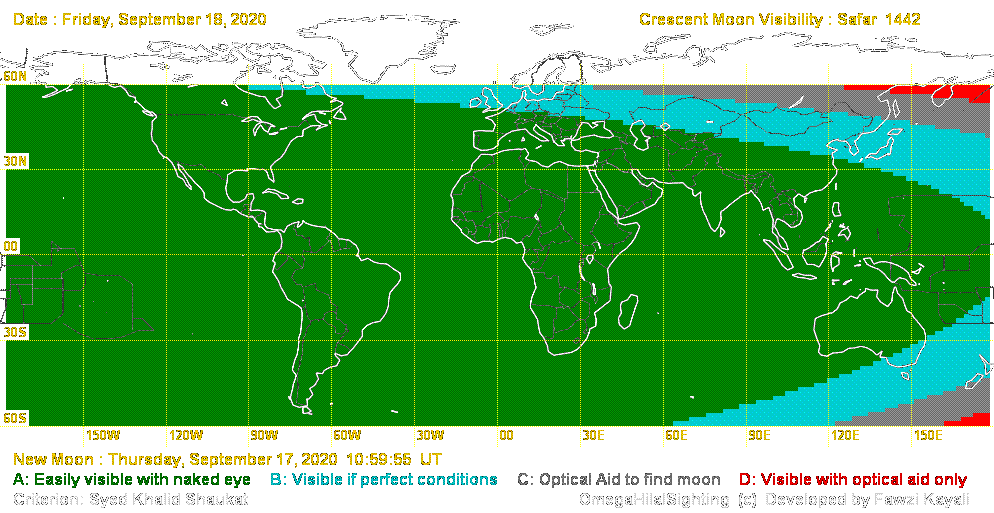 Date : Friday, September 18, 2020 Crescent Moon Visibility : Safar 1442
60N
30N
00
30S
60S
150W 120W 90W 60W 30W 00 30E 60E 90E 120E 150E
New Moon : Thursday, September 17, 2020 10:59:55 UT
A: Easily visible with naked eye B: Visible if perfect conditions C: Optical Aid to find moon D: Visible with optical aid only
Criterion: Syed Khalid Shaukat OmegaHilalSighting (c) Developed by Fawzi Kayali